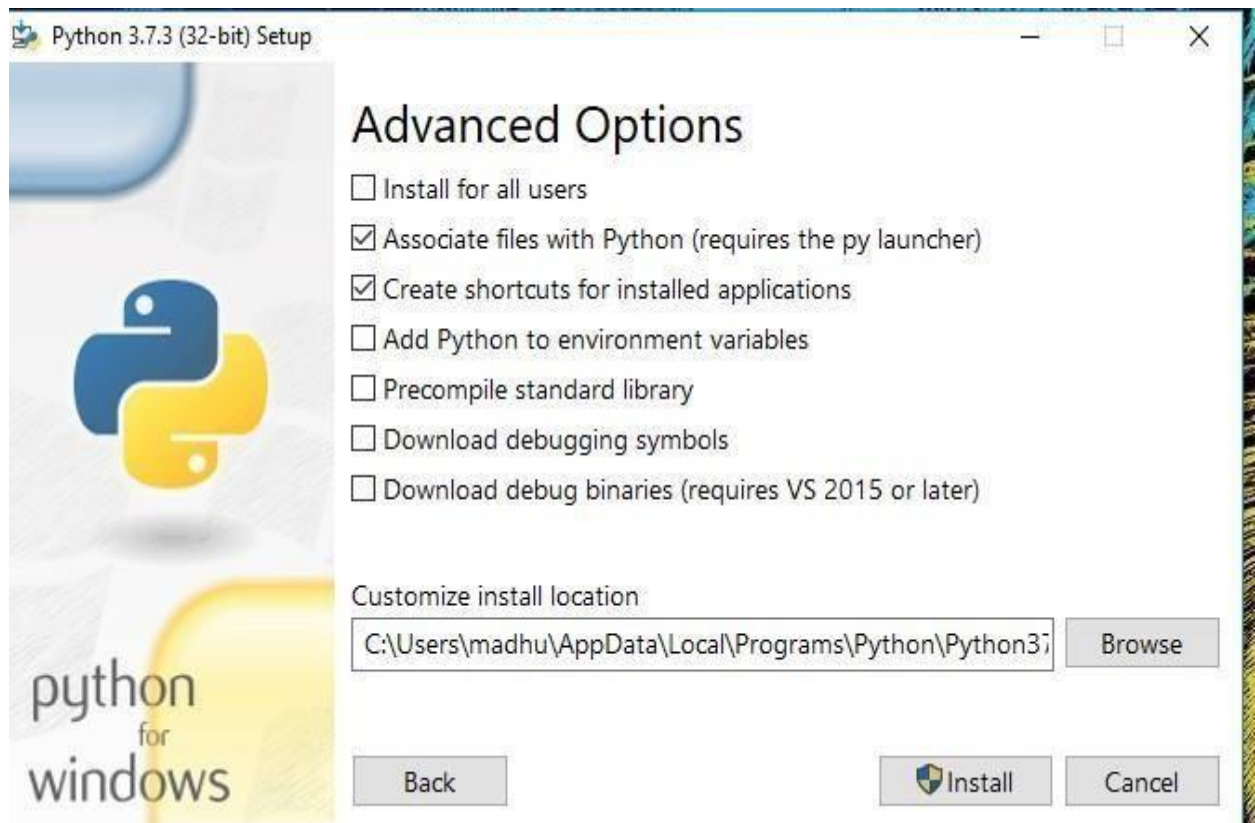 Python 3.7.3 (32-bit) Setup
Advanced Options
Install for all users
Associate files with Python (requires the py launcher)
Create shortcuts for installed applications
Add Python to environment variables
Precompile standard library
Download debugging symbols
Download debug binaries (requires VS 2015 or later)
Customize install location
C:\Users\madhu\AppData\Local\Programs\Python\Python37
Browse
python
for
windows
Back
Install
Cancel